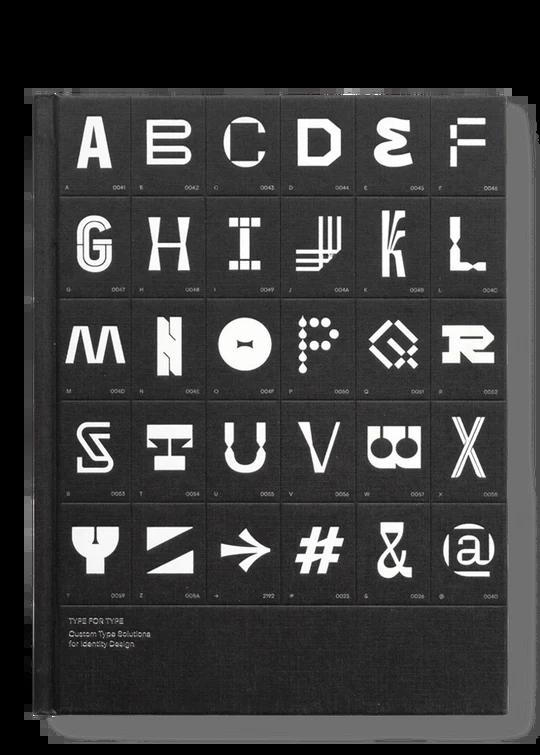 A B C D E F
A 0041 B 0042 C 0043 D 0044 E 0045 F 0046
G H I J K L
G 0047 H 0048 I 0049 J 004A K 004B L 004C
M N O P Q R
M 004D N 004E O 004F P 0050 Q 0051 R 0052
S T U V W X
S 0053 T 0054 U 0055 V 0056 W 0057 X 0058
Y Z → # & @
Y 0059 Z 005A → 2192 # 0023 & 0026 @ 0040
TYPE FOR TYPE
Custom Type Solutions
for Identity Design